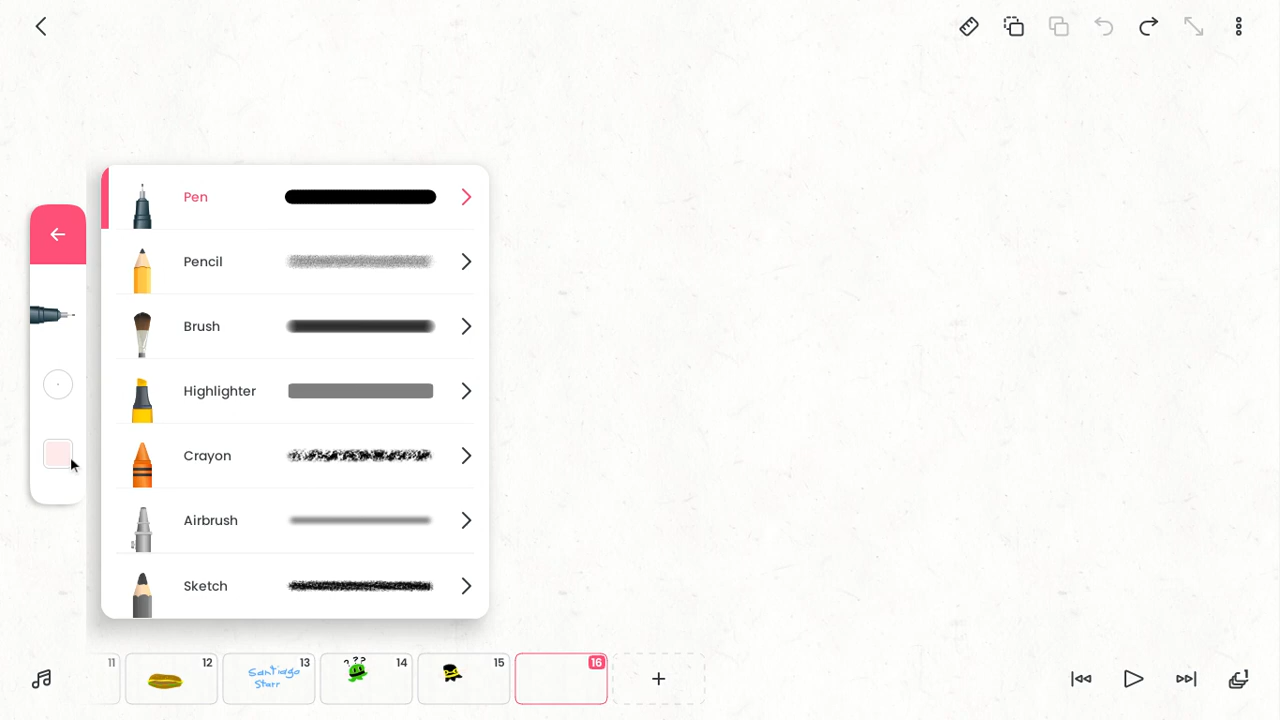 Pen
Pencil
Brush
Highlighter
Crayon
Airbrush
Sketch
11
12
13
14
15
16
Santiago
Starr
???